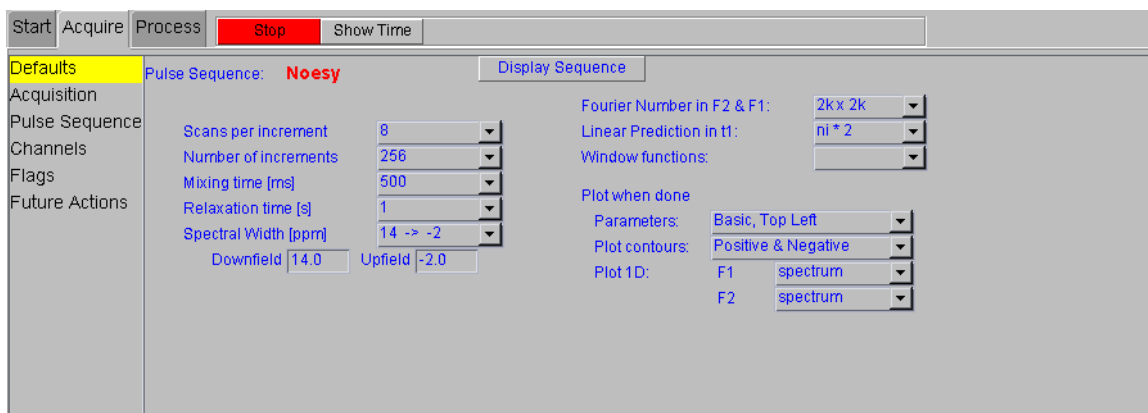 Start Acquire Process Stop Show Time
Defaults
Acquisition
Pulse Sequence
Channels
Flags
Future Actions
Pulse Sequence: Noesy Display Sequence
Scans per increment 8
Number of increments 256
Mixing time [ms] 500
Relaxation time [s] 1
Spectral Width [ppm] 14 -> -2
Downfield 14.0 Upfield -2.0
Fourier Number in F2 & F1: 2k x 2k
Linear Prediction in t1: ni * 2
Window functions:
Plot when done
Parameters: Basic, Top Left
Plot contours: Positive & Negative
Plot 1D: F1 spectrum
F2 spectrum